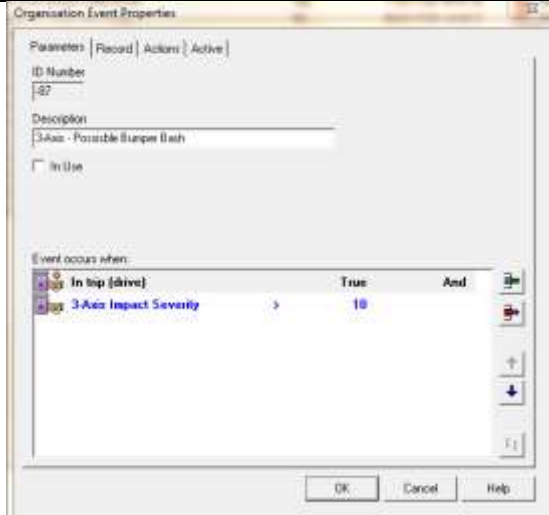 Organisation Event Properties
Parameters Record Actions Active
ID Number
-87
Description
3-Axis - Possible Bumper Bash
In Use
Event occurs when:
In trip (drive) True And
3-Axis Impact Severity > 10
OK Cancel Help